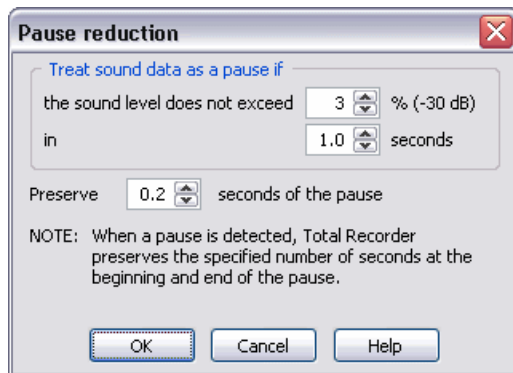 Pause reduction
Treat sound data as a pause if
the sound level does not exceed 3 % (-30 dB)
in 1.0 seconds
Preserve 0.2 seconds of the pause
NOTE: When a pause is detected, Total Recorder
preserves the specified number of seconds at the
beginning and end of the pause.
OK Cancel Help